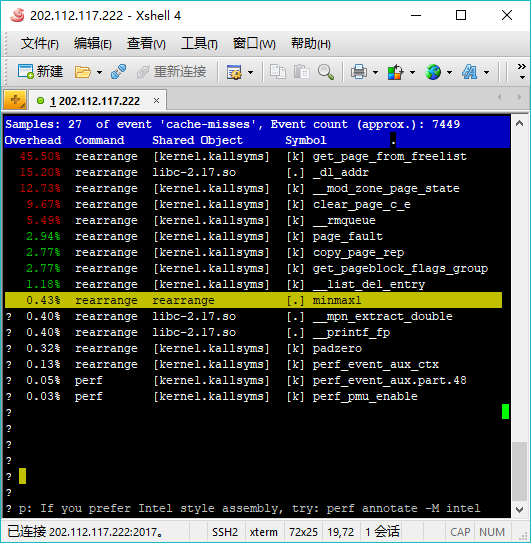 202.112.117.222 - Xshell 4
文件(F) 编辑(E) 查看(V) 工具(T) 窗口(W) 帮助(H)
新建 重新连接
1 202.112.117.222 ×
Samples: 27  of event 'cache-misses', Event count (approx.): 7449
Overhead  Command    Shared Object      Symbol              .
45.50%  rearrange  [kernel.kallsyms]  [k] get_page_from_freelist
15.20%  rearrange  libc-2.17.so       [.] _dl_addr
12.73%  rearrange  [kernel.kallsyms]  [k] __mod_zone_page_state
9.67%  rearrange  [kernel.kallsyms]  [k] clear_page_c_e
5.49%  rearrange  [kernel.kallsyms]  [k] __rmqueue
2.94%  rearrange  [kernel.kallsyms]  [k] page_fault
2.77%  rearrange  [kernel.kallsyms]  [k] copy_page_rep
2.77%  rearrange  [kernel.kallsyms]  [k] get_pageblock_flags_group
1.18%  rearrange  [kernel.kallsyms]  [k] __list_del_entry
0.43%  rearrange  rearrange          [.] minmax1
? 0.40%  rearrange  libc-2.17.so       [.] __mpn_extract_double
? 0.40%  rearrange  libc-2.17.so       [.] __printf_fp
? 0.32%  rearrange  [kernel.kallsyms]  [k] padzero
? 0.13%  rearrange  [kernel.kallsyms]  [k] perf_event_aux_ctx
? 0.05%  perf       [kernel.kallsyms]  [k] perf_event_aux.part.48
? 0.03%  perf       [kernel.kallsyms]  [k] perf_pmu_enable
?
?
?
?
?
?
? p: If you prefer Intel style assembly, try: perf annotate -M intel
已连接 202.112.117.222:2017。 SSH2 xterm 72x25 19,72 1 会话 CAP NUM